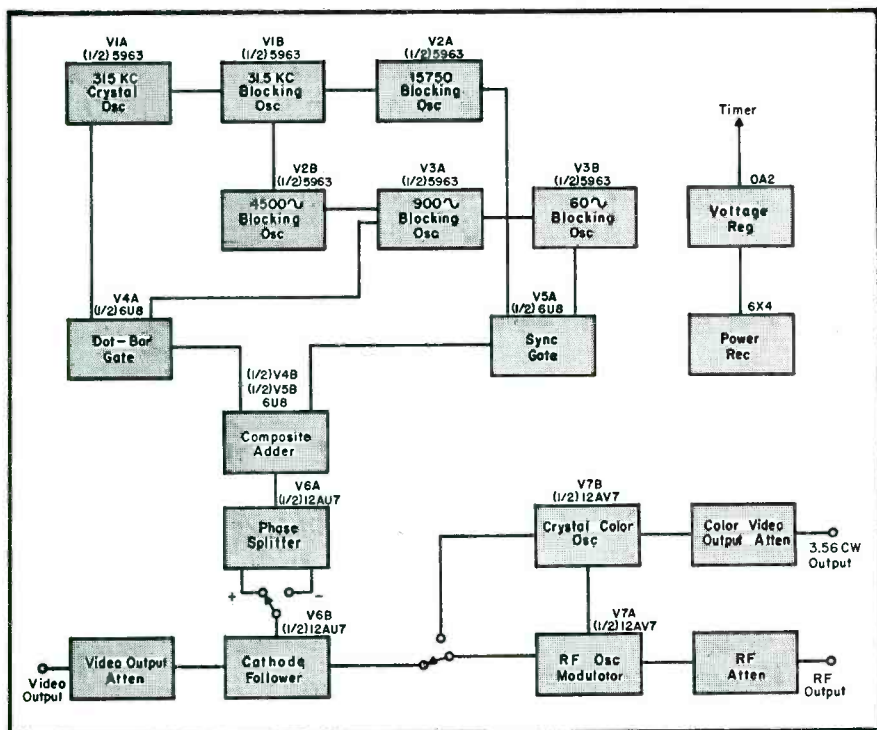 V1A
(1/2) 5963
315 KC
Crystal
Osc
V1B
(1/2) 5963
31.5 KC
Blocking
Osc
V2A
(1/2) 5963
15750
Blocking
Osc
V2B
(1/2) 5963
4500∿
Blocking
Osc
V3A
(1/2) 5963
900∿
Blocking
Osc
V3B
(1/2) 5963
60∿
Blocking
Osc
Timer
OA2
Voltage
Reg
V4A
(1/2) 6U8
Dot-Bar
Gate
V5A
(1/2) 6U8
Sync
Gate
6X4
Power
Rec
(1/2) V4B
(1/2) V5B
6U8
Composite
Adder
V6A
(1/2) 12AU7
Phase
Splitter
+
−
V7B
(1/2) 12AV7
Crystal Color
Osc
Color Video
Output Atten
3.56 CW
Output
V6B
(1/2) 12AU7
Cathode
Follower
Video Output
Atten
Video
Output
V7A
(1/2) 12AV7
RF Osc
Modulator
RF
Atten
RF
Output